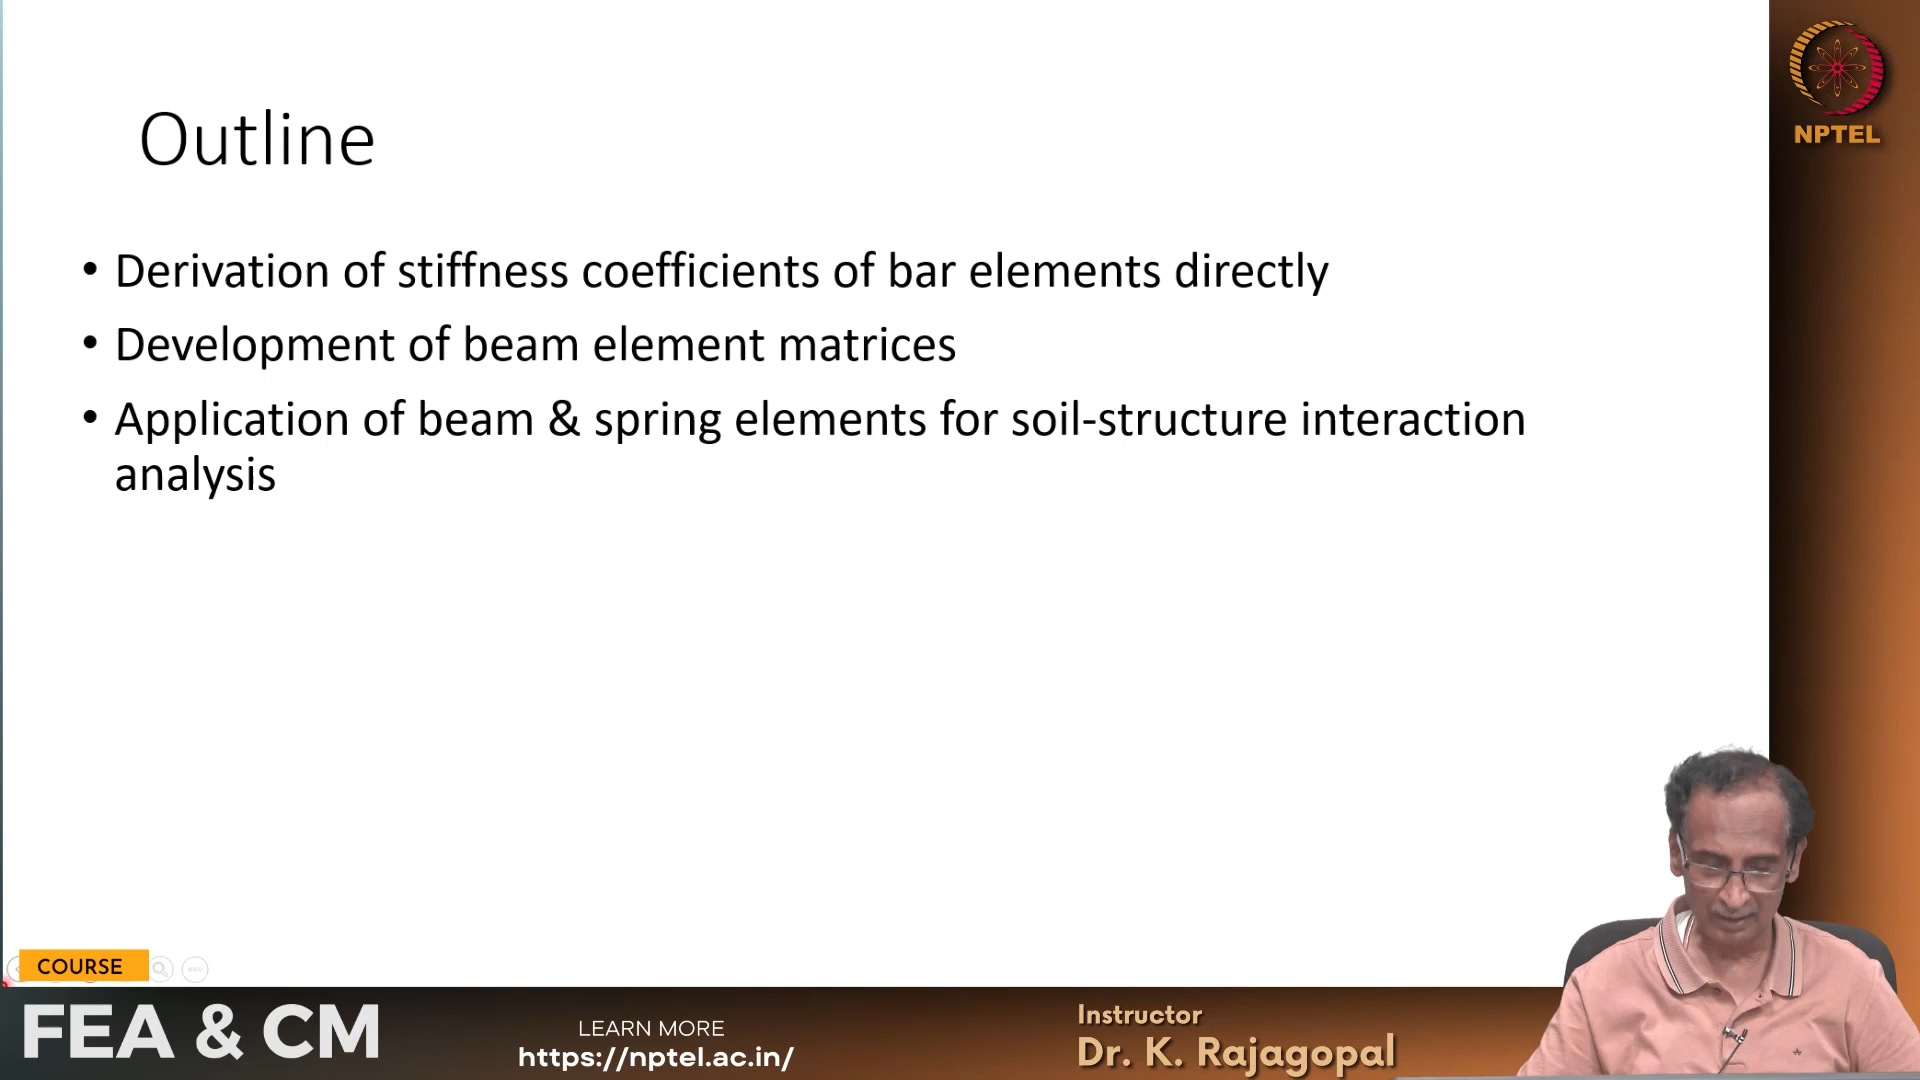 Outline
• Derivation of stiffness coefficients of bar elements directly
• Development of beam element matrices
• Application of beam & spring elements for soil-structure interaction
analysis
NPTEL
COURSE
FEA & CM
LEARN MORE
https://nptel.ac.in/
Instructor
Dr. K. Rajagopal